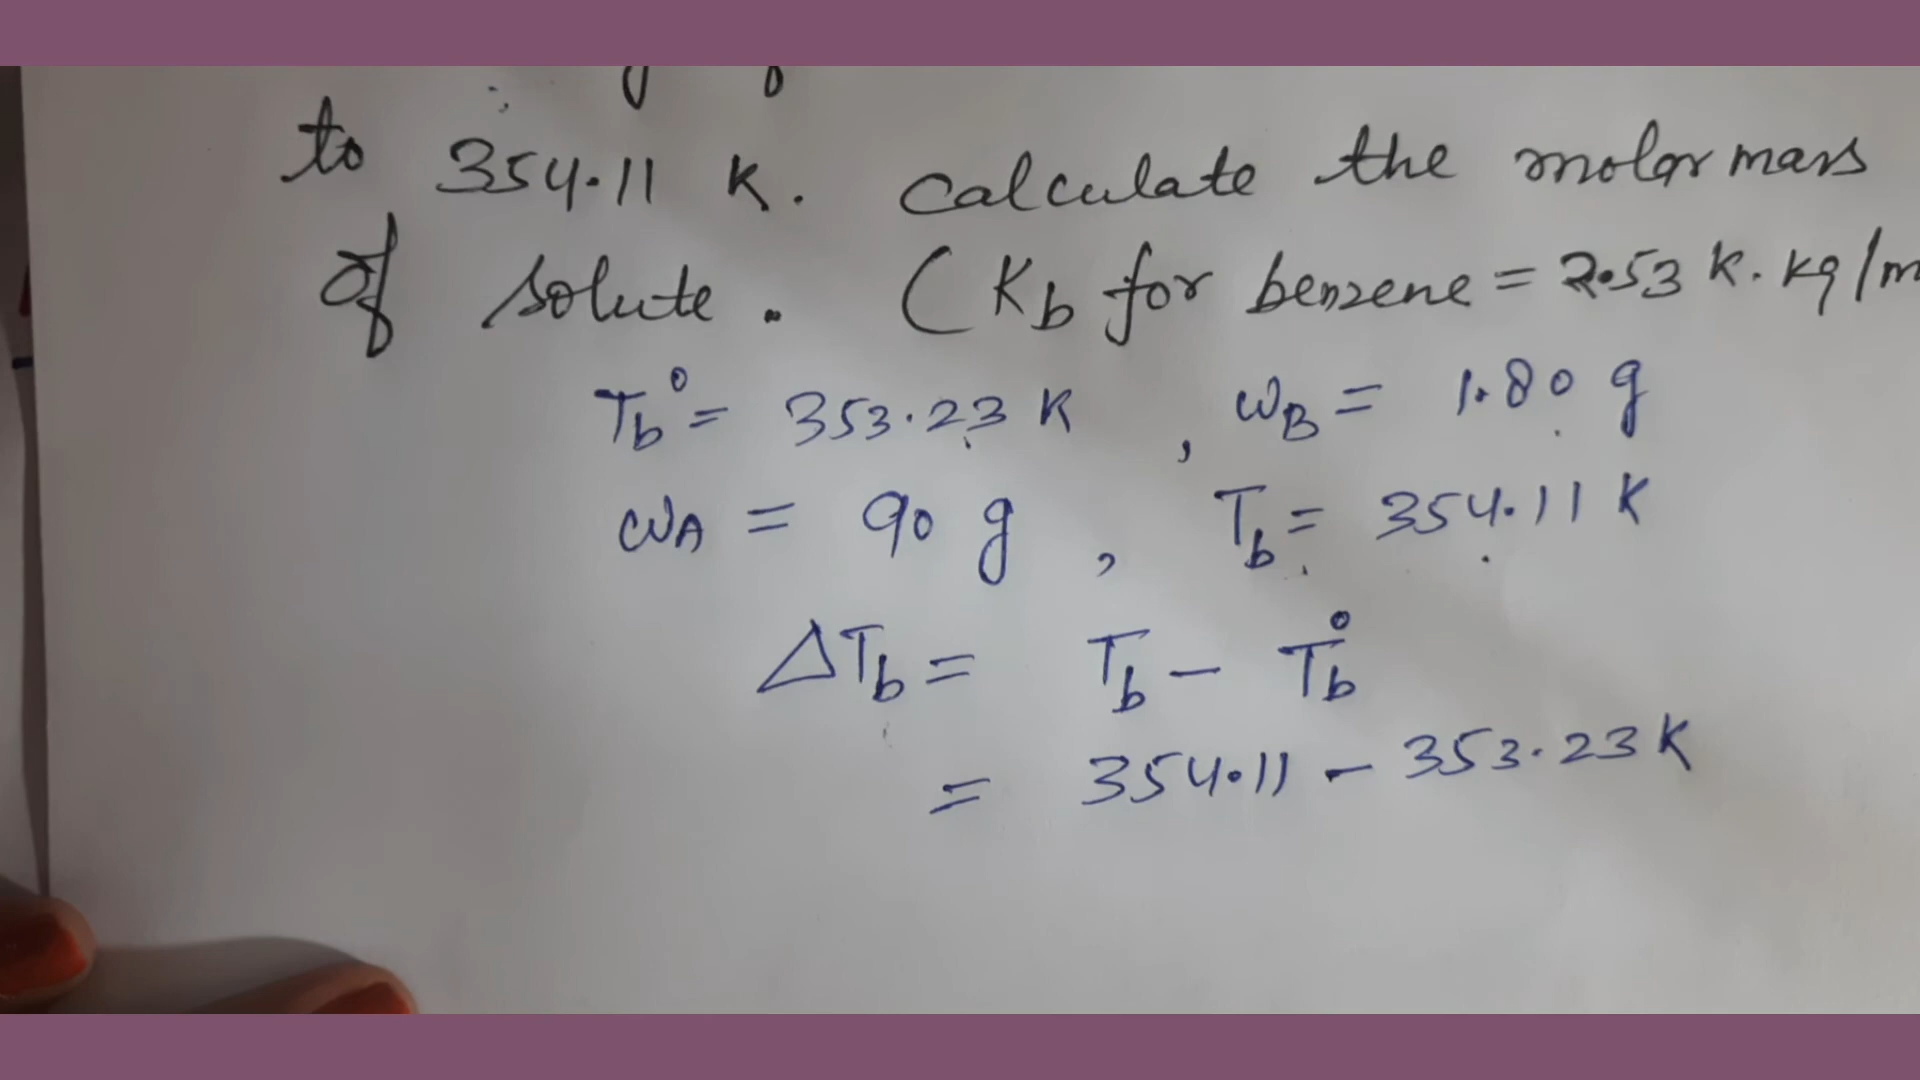 to 354.11 K. Calculate the molar mass
of solute. (Kb for benzene = 2.53 K. kg/m
Tb° = 353.23 K , wB = 1.80 g
wA = 90 g , Tb = 354.11 K
ΔTb = Tb - Tb°
= 354.11 - 353.23 K